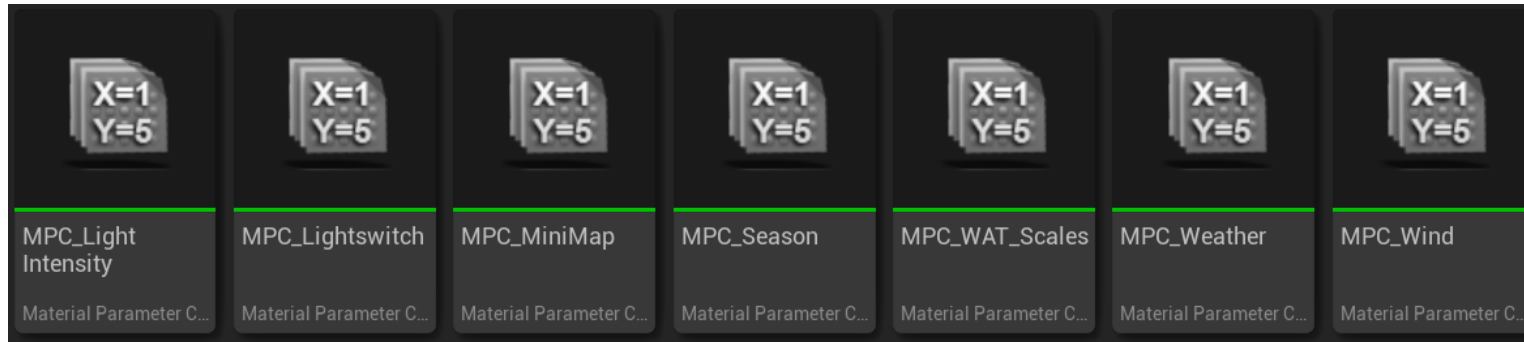 X=1
Y=5
X=1
Y=5
X=1
Y=5
X=1
Y=5
X=1
Y=5
X=1
Y=5
X=1
Y=5
MPC_Light
Intensity
MPC_Lightswitch
MPC_MiniMap
MPC_Season
MPC_WAT_Scales
MPC_Weather
MPC_Wind
Material Parameter C...
Material Parameter C...
Material Parameter C...
Material Parameter C...
Material Parameter C...
Material Parameter C...
Material Parameter C...